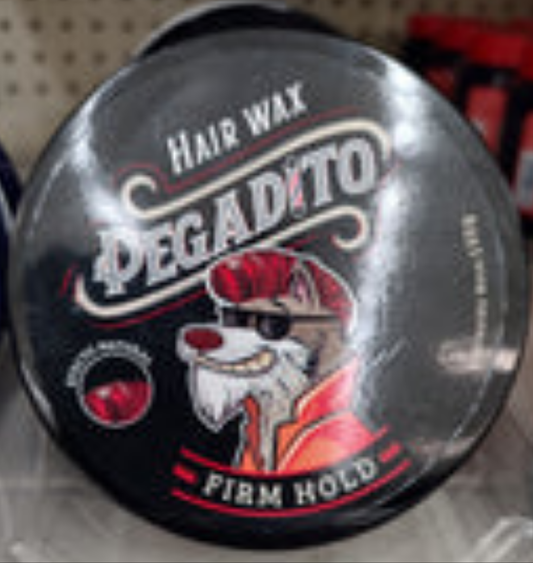 HAIR WAX
PEGADITO
FIRM HOLD